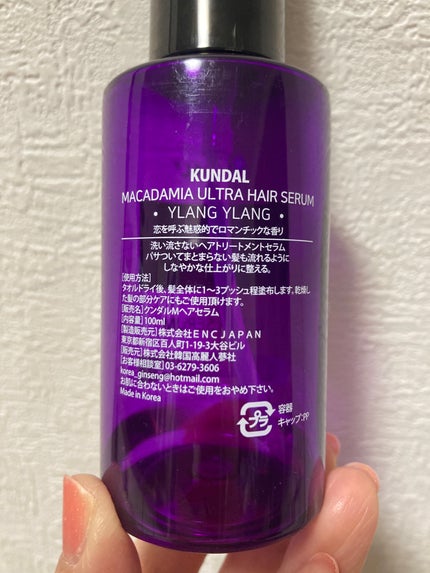 KUNDAL
MACADAMIA ULTRA HAIR SERUM
・ YLANG YLANG ・
恋を呼ぶ魅惑的でロマンチックな香り
洗い流さないヘアトリートメントセラム
パサついてまとまらない髪も流れるように
しなやかな仕上がりに整える。
[使用方法]
タオルドライ後、髪全体に1〜3プッシュ程塗布します。乾燥し
た髪の部分ケアにもご使用頂けます。
[販売名]ケンダルMヘアセラム
[内容量]100ml
[製造販売元]株式会社ENCJAPAN
東京都新宿区百人町1-19-3大谷ビル
[販売元]株式会社韓国高麗人蔘社
[お客様相談室]03-6279-3606
korea_ginseng@hotmail.com
お肌に合わないときはご使用をおやめ下さい。
Made in Korea
プラ
容器
キャップ:PP